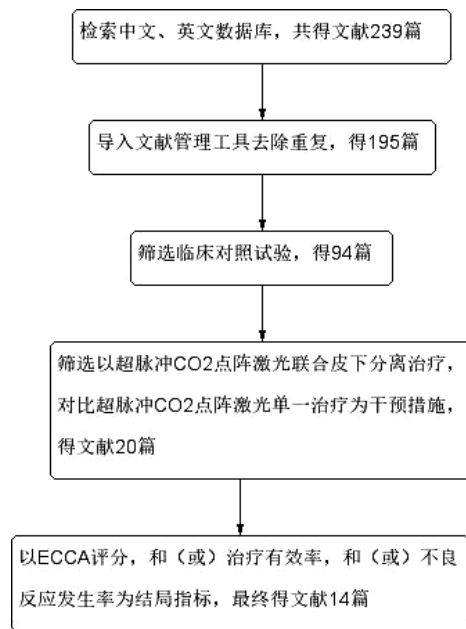 检索中文、英文数据库，共得文献239篇
导入文献管理工具去除重复，得195篇
筛选临床对照试验，得94篇
筛选以超脉冲CO2点阵激光联合皮下分离治疗，
对比超脉冲CO2点阵激光单一治疗为干预措施，
得文献20篇
以ECCA评分，和（或）治疗有效率，和（或）不良
反应发生率为结局指标，最终得文献14篇